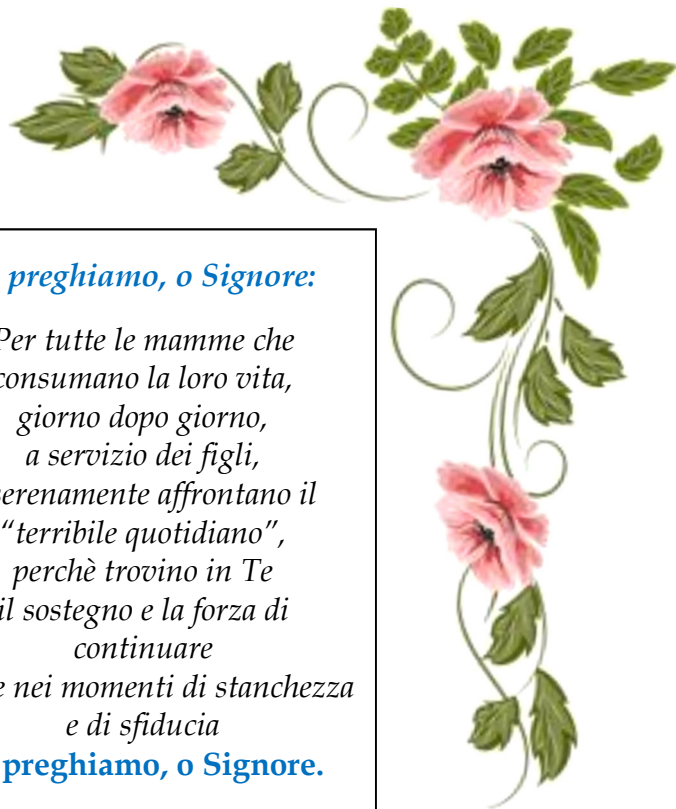 preghiamo, o Signore:
Per tutte le mamme che
consumano la loro vita,
giorno dopo giorno,
a servizio dei figli,
serenamente affrontano il
“terribile quotidiano”,
perchè trovino in Te
il sostegno e la forza di
continuare
nei momenti di stanchezza
e di sfiducia
preghiamo, o Signore.